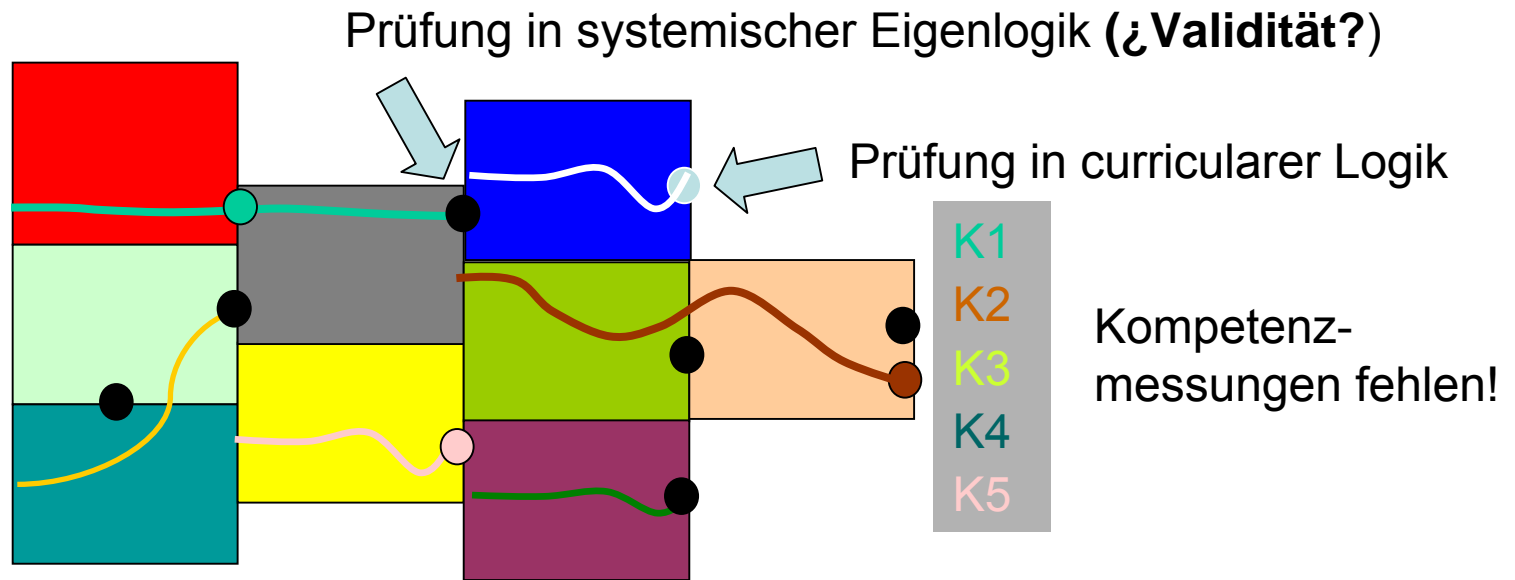 Prüfung in systemischer Eigenlogik (¿Validität?)
Prüfung in curricularer Logik
K1
K2
K3
K4
K5
Kompetenz-
messungen fehlen!